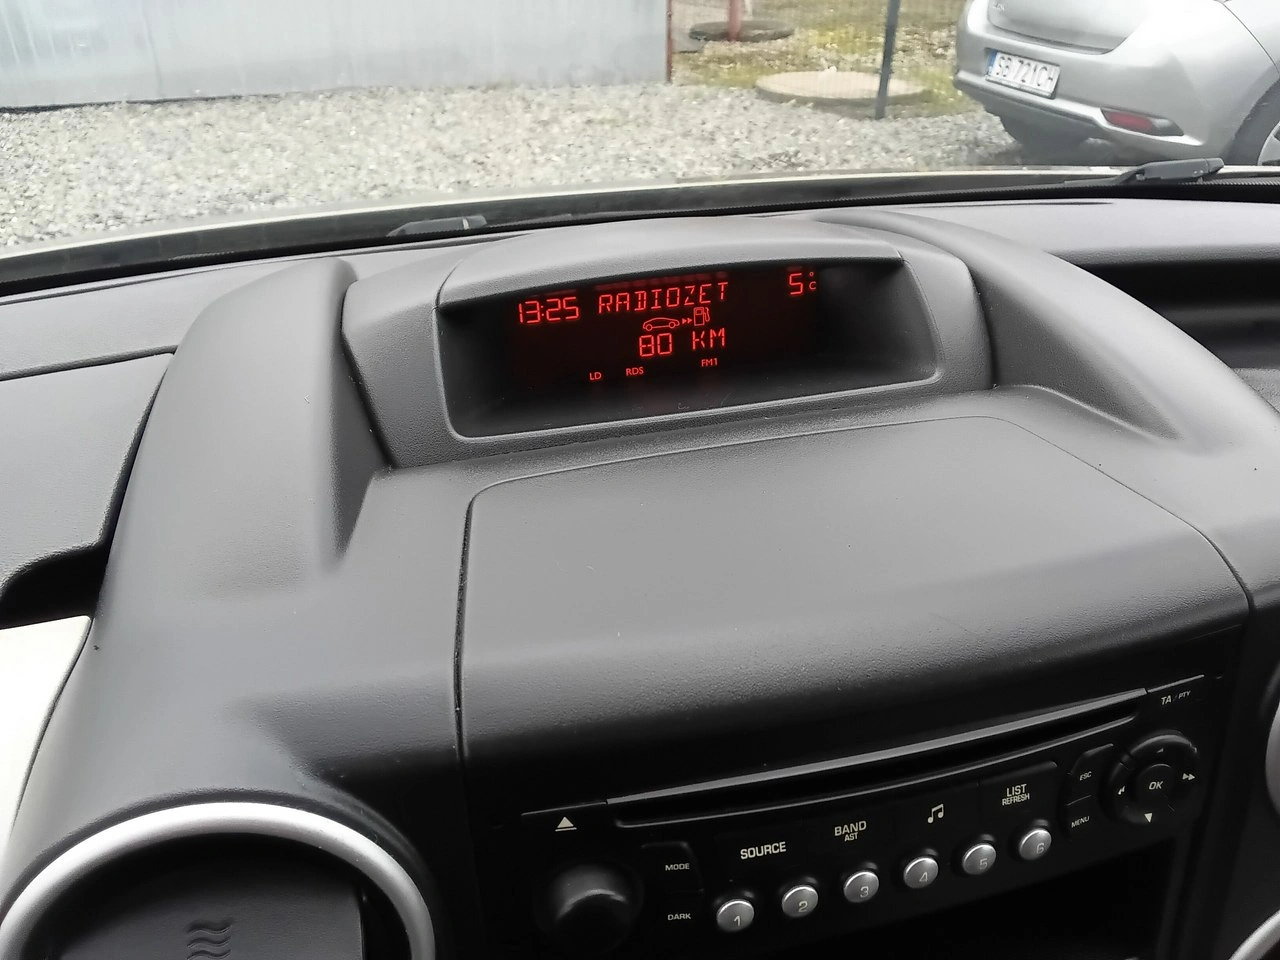 SB 721CH
13:25 RADIOZET 5°C
80 KM
LD RDS FM1
TA / PTY
LIST
REFRESH
ESC
OK
BAND
AST
SOURCE
MENU
MODE
DARK
1 2 3 4 5 6